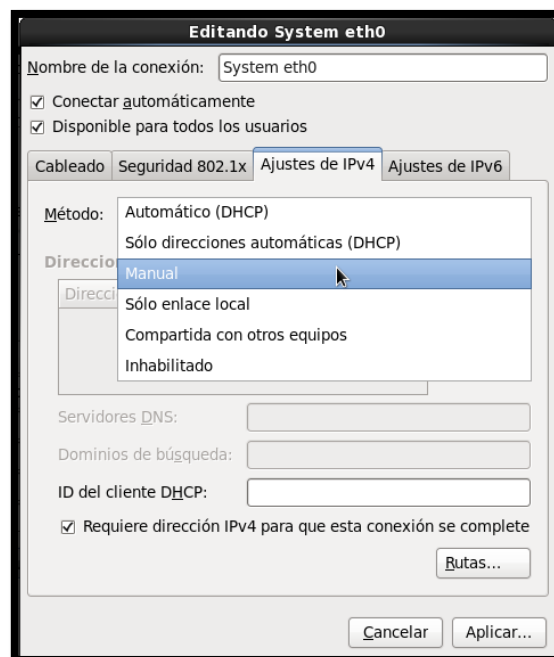 Editando System eth0
Nombre de la conexión: System eth0
Conectar automáticamente
Disponible para todos los usuarios
Cableado Seguridad 802.1x Ajustes de IPv4 Ajustes de IPv6
Método: Automático (DHCP)
Sólo direcciones automáticas (DHCP)
Manual
Sólo enlace local
Compartida con otros equipos
Inhabilitado
Servidores DNS:
Dominios de búsqueda:
ID del cliente DHCP:
Requiere dirección IPv4 para que esta conexión se complete
Rutas...
Cancelar Aplicar...